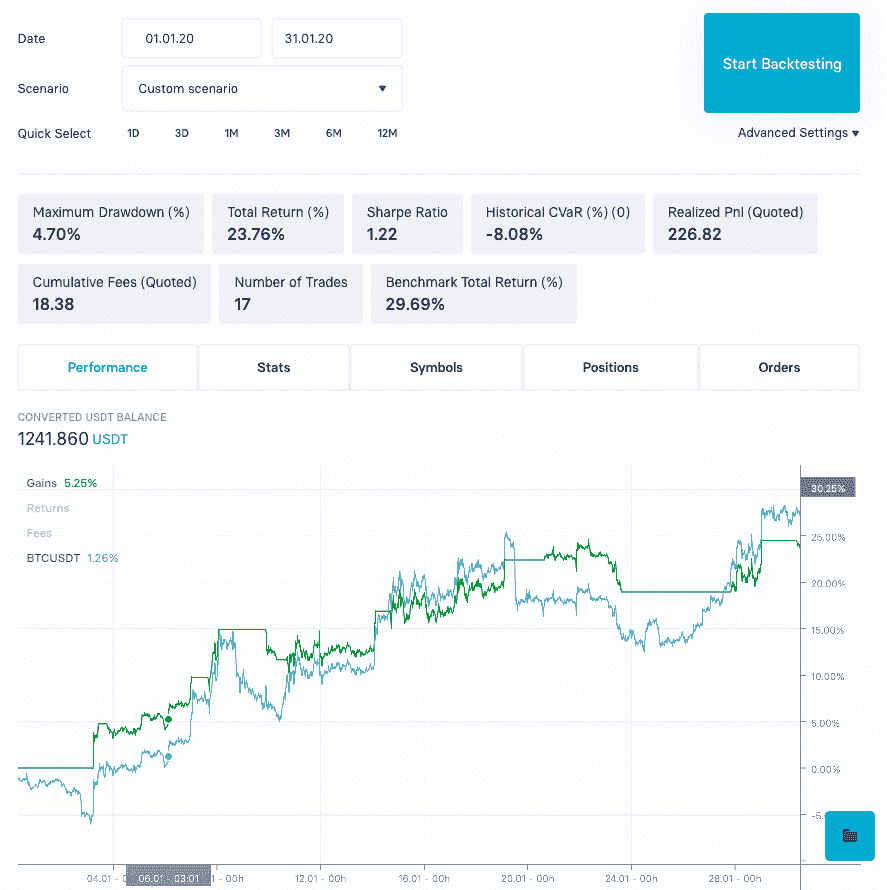 Date 01.01.20 31.01.20
Start Backtesting
Scenario Custom scenario
Quick Select 1D 3D 1M 3M 6M 12M
Advanced Settings
Maximum Drawdown (%) Total Return (%) Sharpe Ratio Historical CVaR (%) (0) Realized Pnl (Quoted)
4.70% 23.76% 1.22 -8.08% 226.82
Cumulative Fees (Quoted) Number of Trades Benchmark Total Return (%)
18.38 17 29.69%
Performance Stats Symbols Positions Orders
CONVERTED USDT BALANCE
1241.860 USDT
Gains 5.25%
Returns
Fees
BTCUSDT 1.26%
30.25%
25.00%
20.00%
15.00%
10.00%
5.00%
0.00%
-5.
04.01 - 0 06.01 - 03:01 1 - 00h 12.01 - 00h 16.01 - 00h 20.01 - 00h 24.01 - 00h 28.01 - 00h